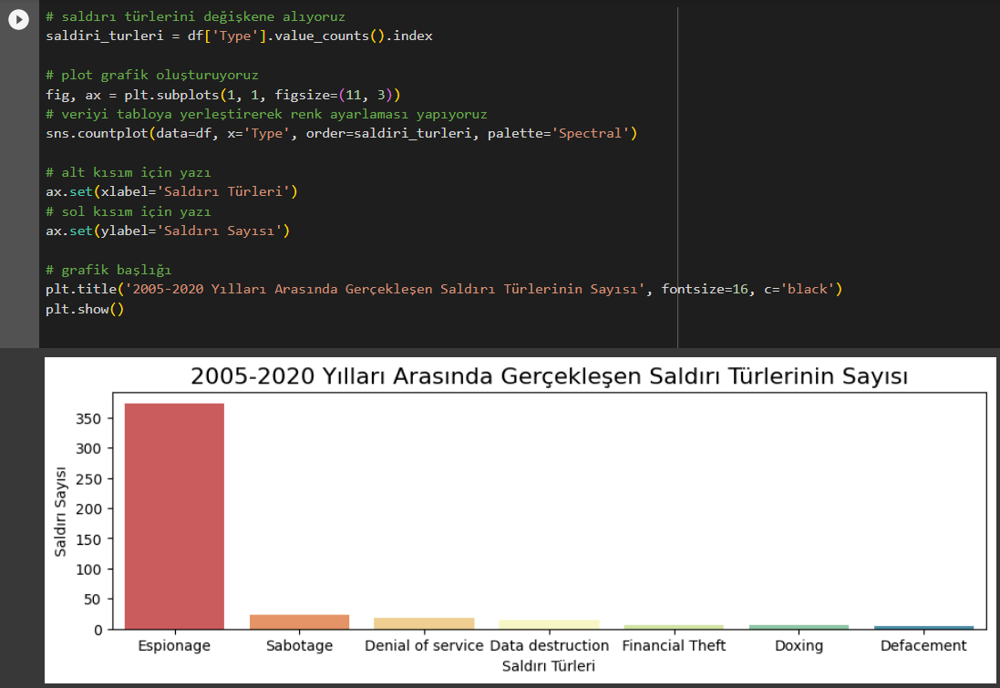 # saldırı türlerini değişkene alıyoruz
saldiri_turleri = df['Type'].value_counts().index
# plot grafik oluşturuyoruz
fig, ax = plt.subplots(1, 1, figsize=(11, 3))
# veriyi tabloya yerleştirerek renk ayarlaması yapıyoruz
sns.countplot(data=df, x='Type', order=saldiri_turleri, palette='Spectral')
# alt kısım için yazı
ax.set(xlabel='Saldırı Türleri')
# sol kısım için yazı
ax.set(ylabel='Saldırı Sayısı')
# grafik başlığı
plt.title('2005-2020 Yılları Arasında Gerçekleşen Saldırı Türlerinin Sayısı', fontsize=16, c='black')
plt.show()
2005-2020 Yılları Arasında Gerçekleşen Saldırı Türlerinin Sayısı
Saldırı Sayısı
350
300
250
200
150
100
50
0
Espionage Sabotage Denial of service Data destruction Financial Theft Doxing Defacement
Saldırı Türleri